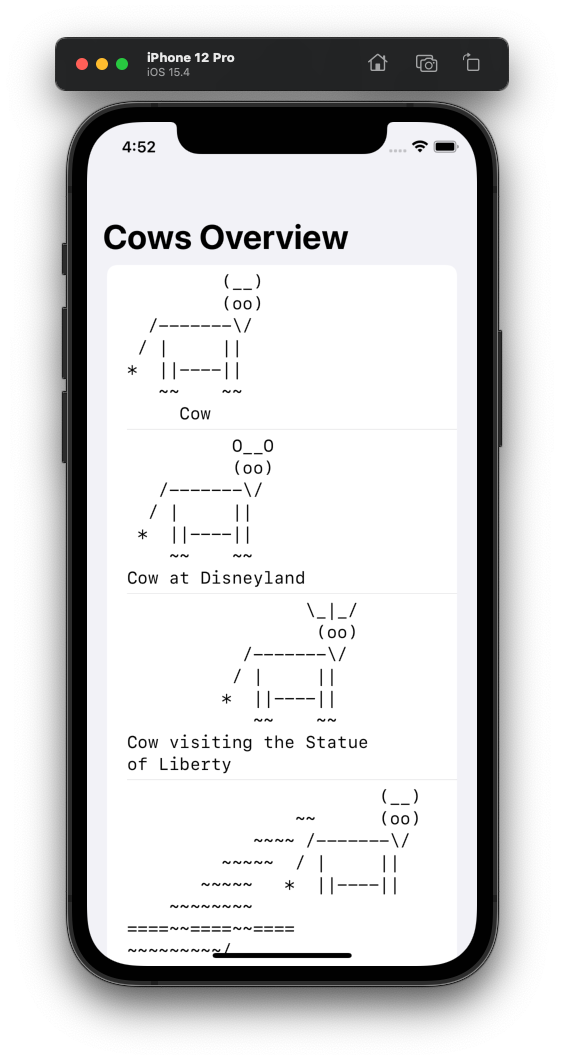 iPhone 12 Pro
iOS 15.4
4:52
Cows Overview
         (__)
         (oo)
  /-------\/
 / |     ||
*  ||----||
   ~~    ~~
     Cow
          O__O
          (oo)
   /-------\/
  / |     ||
 *  ||----||
    ~~    ~~
Cow at Disneyland
                 \_|_/
                  (oo)
           /-------\/
          / |     ||
         *  ||----||
            ~~    ~~
Cow visiting the Statue
of Liberty
                        (__)
                ~~      (oo)
            ~~~~ /-------\/
         ~~~~~  / |     ||
       ~~~~~   *  ||----||
    ~~~~~~~~
====~~====~~====
~~~~~~~~~/